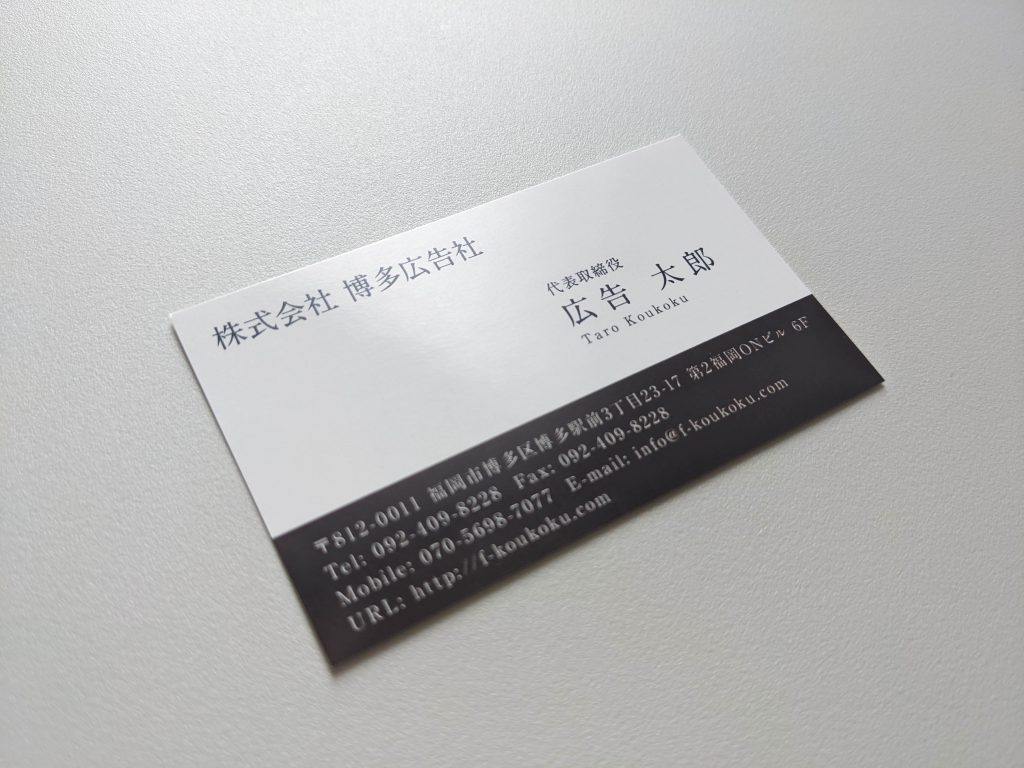 株式会社 博多広告社
代表取締役
広告 太郎
Taro Koukoku
〒812-0011 福岡市博多区博多駅前3丁目23-17 第2福岡ONビル 6F
Tel: 092-409-8228 Fax: 092-409-8228
Mobile: 070-5698-7077 E-mail: info@f-koukoku.com
URL: http://f-koukoku.com